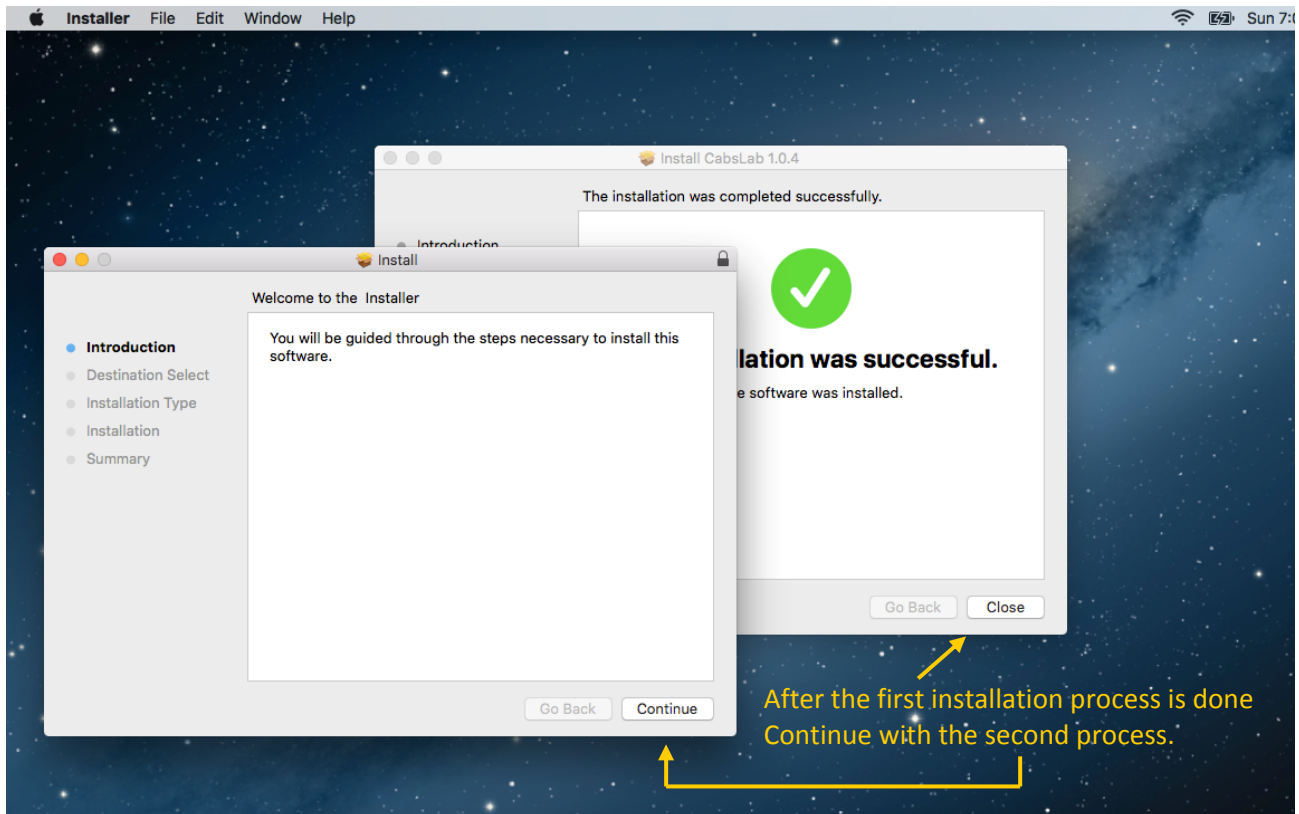 Installer File Edit Window Help Sun 7:0
Install CabsLab 1.0.4
The installation was completed successfully.
Introduction
lation was successful.
e software was installed.
Go Back Close
Install
Welcome to the Installer
Introduction
Destination Select
Installation Type
Installation
Summary
You will be guided through the steps necessary to install this
software.
Go Back Continue
After the first installation process is done
Continue with the second process.